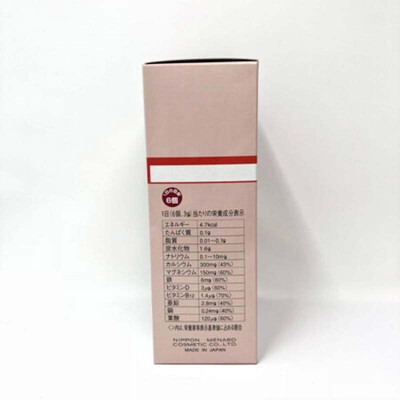 6個
1日(6個、3g)当たりの栄養成分表示
エネルギー 4.7kcal
たんぱく質 0.1g
脂質 0.01〜0.1g
炭水化物 1.6g
ナトリウム 0.1〜10mg
カルシウム 300mg (43%)
マグネシウム 150mg (60%)
鉄 6mg (80%)
ビタミンD 3μg (60%)
ビタミンB12 1.4μg (70%)
亜鉛 2.8mg (40%)
銅 0.24mg (40%)
葉酸 120μg (60%)
NIPPON MENARD
COSMETIC CO., LTD.
MADE IN JAPAN